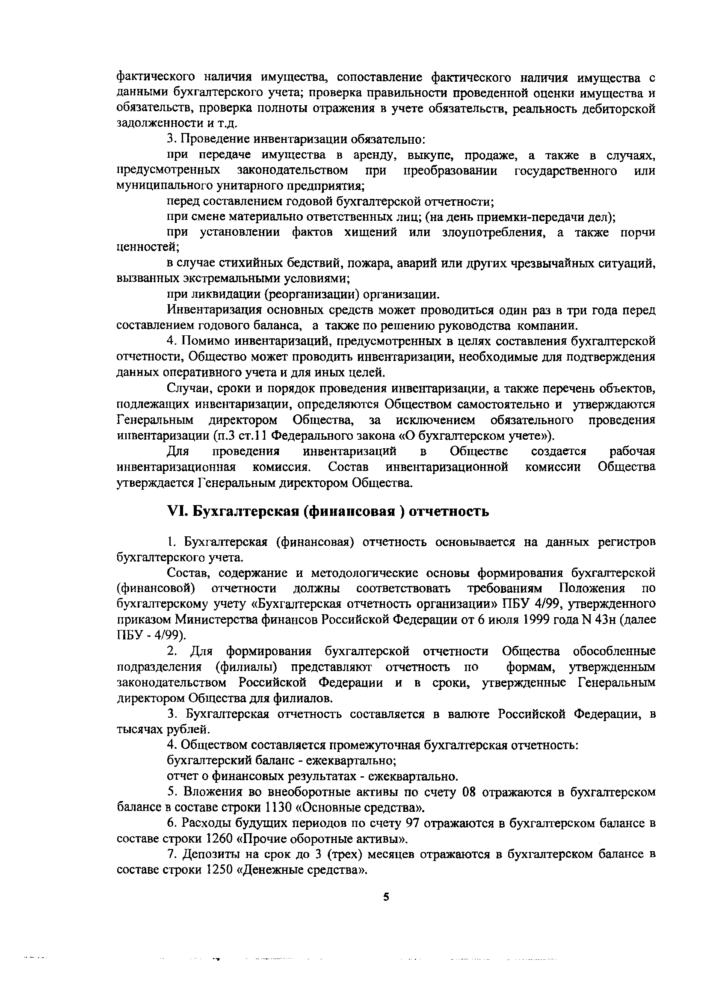 фактического наличия имущества, сопоставление фактического наличия имущества с
данными бухгалтерского учета; проверка правильности проведенной оценки имущества и
обязательств, проверка полноты отражения в учете обязательств, реальность дебиторской
задолженности и т.д.
3. Проведение инвентаризации обязательно:
при передаче имущества в аренду, выкупе, продаже, а также в случаях,
предусмотренных законодательством при преобразовании государственного или
муниципального унитарного предприятия;
перед составлением годовой бухгалтерской отчетности;
при смене материально ответственных лиц; (на день приемки-передачи дел);
при установлении фактов хищений или злоупотребления, а также порчи
ценностей;
в случае стихийных бедствий, пожара, аварий или других чрезвычайных ситуаций,
вызванных экстремальными условиями;
при ликвидации (реорганизации) организации.
Инвентаризация основных средств может проводиться один раз в три года перед
составлением годового баланса, а также по решению руководства компании.
4. Помимо инвентаризаций, предусмотренных в целях составления бухгалтерской
отчетности, Общество может проводить инвентаризации, необходимые для подтверждения
данных оперативного учета и для иных целей.
Случаи, сроки и порядок проведения инвентаризации, а также перечень объектов,
подлежащих инвентаризации, определяются Обществом самостоятельно и утверждаются
Генеральным директором Общества, за исключением обязательного проведения
инвентаризации (п.3 ст.11 Федерального закона «О бухгалтерском учете»).
Для проведения инвентаризаций в Обществе создается рабочая
инвентаризационная комиссия. Состав инвентаризационной комиссии Общества
утверждается Генеральным директором Общества.
VI. Бухгалтерская (финансовая ) отчетность
1. Бухгалтерская (финансовая) отчетность основывается на данных регистров
бухгалтерского учета.
Состав, содержание и методологические основы формирования бухгалтерской
(финансовой) отчетности должны соответствовать требованиям Положения по
бухгалтерскому учету «Бухгалтерская отчетность организации» ПБУ 4/99, утвержденного
приказом Министерства финансов Российской Федерации от 6 июля 1999 года N 43н (далее
ПБУ - 4/99).
2. Для формирования бухгалтерской отчетности Общества обособленные
подразделения (филиалы) представляют отчетность по формам, утвержденным
законодательством Российской Федерации и в сроки, утвержденные Генеральным
директором Общества для филиалов.
3. Бухгалтерская отчетность составляется в валюте Российской Федерации, в
тысячах рублей.
4. Обществом составляется промежуточная бухгалтерская отчетность:
бухгалтерский баланс - ежеквартально;
отчет о финансовых результатах - ежеквартально.
5. Вложения во внеоборотные активы по счету 08 отражаются в бухгалтерском
балансе в составе строки 1130 «Основные средства».
6. Расходы будущих периодов по счету 97 отражаются в бухгалтерском балансе в
составе строки 1260 «Прочие оборотные активы».
7. Депозиты на срок до 3 (трех) месяцев отражаются в бухгалтерском балансе в
составе строки 1250 «Денежные средства».
5